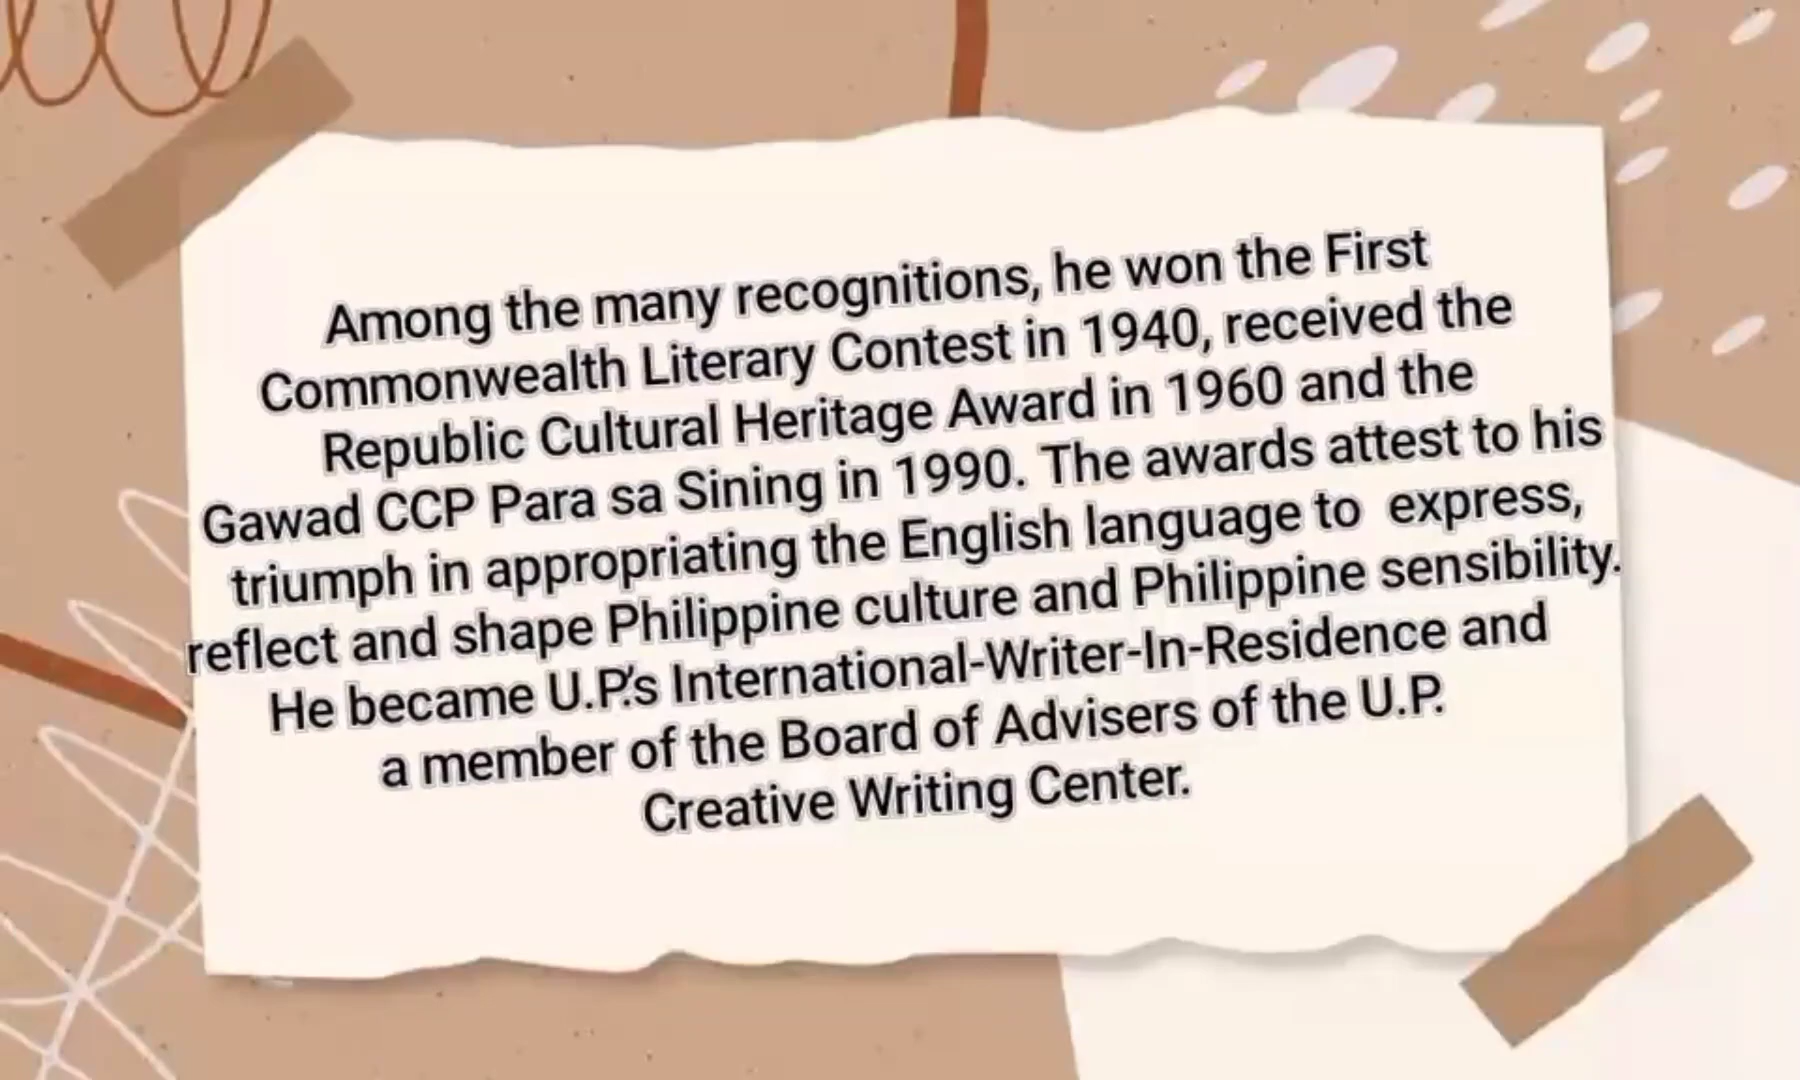 Among the many recognitions, he won the First
Commonwealth Literary Contest in 1940, received the
Republic Cultural Heritage Award in 1960 and the
Gawad CCP Para sa Sining in 1990. The awards attest to his
triumph in appropriating the English language to  express,
reflect and shape Philippine culture and Philippine sensibility.
He became U.P.'s International-Writer-In-Residence and
a member of the Board of Advisers of the U.P.
Creative Writing Center.